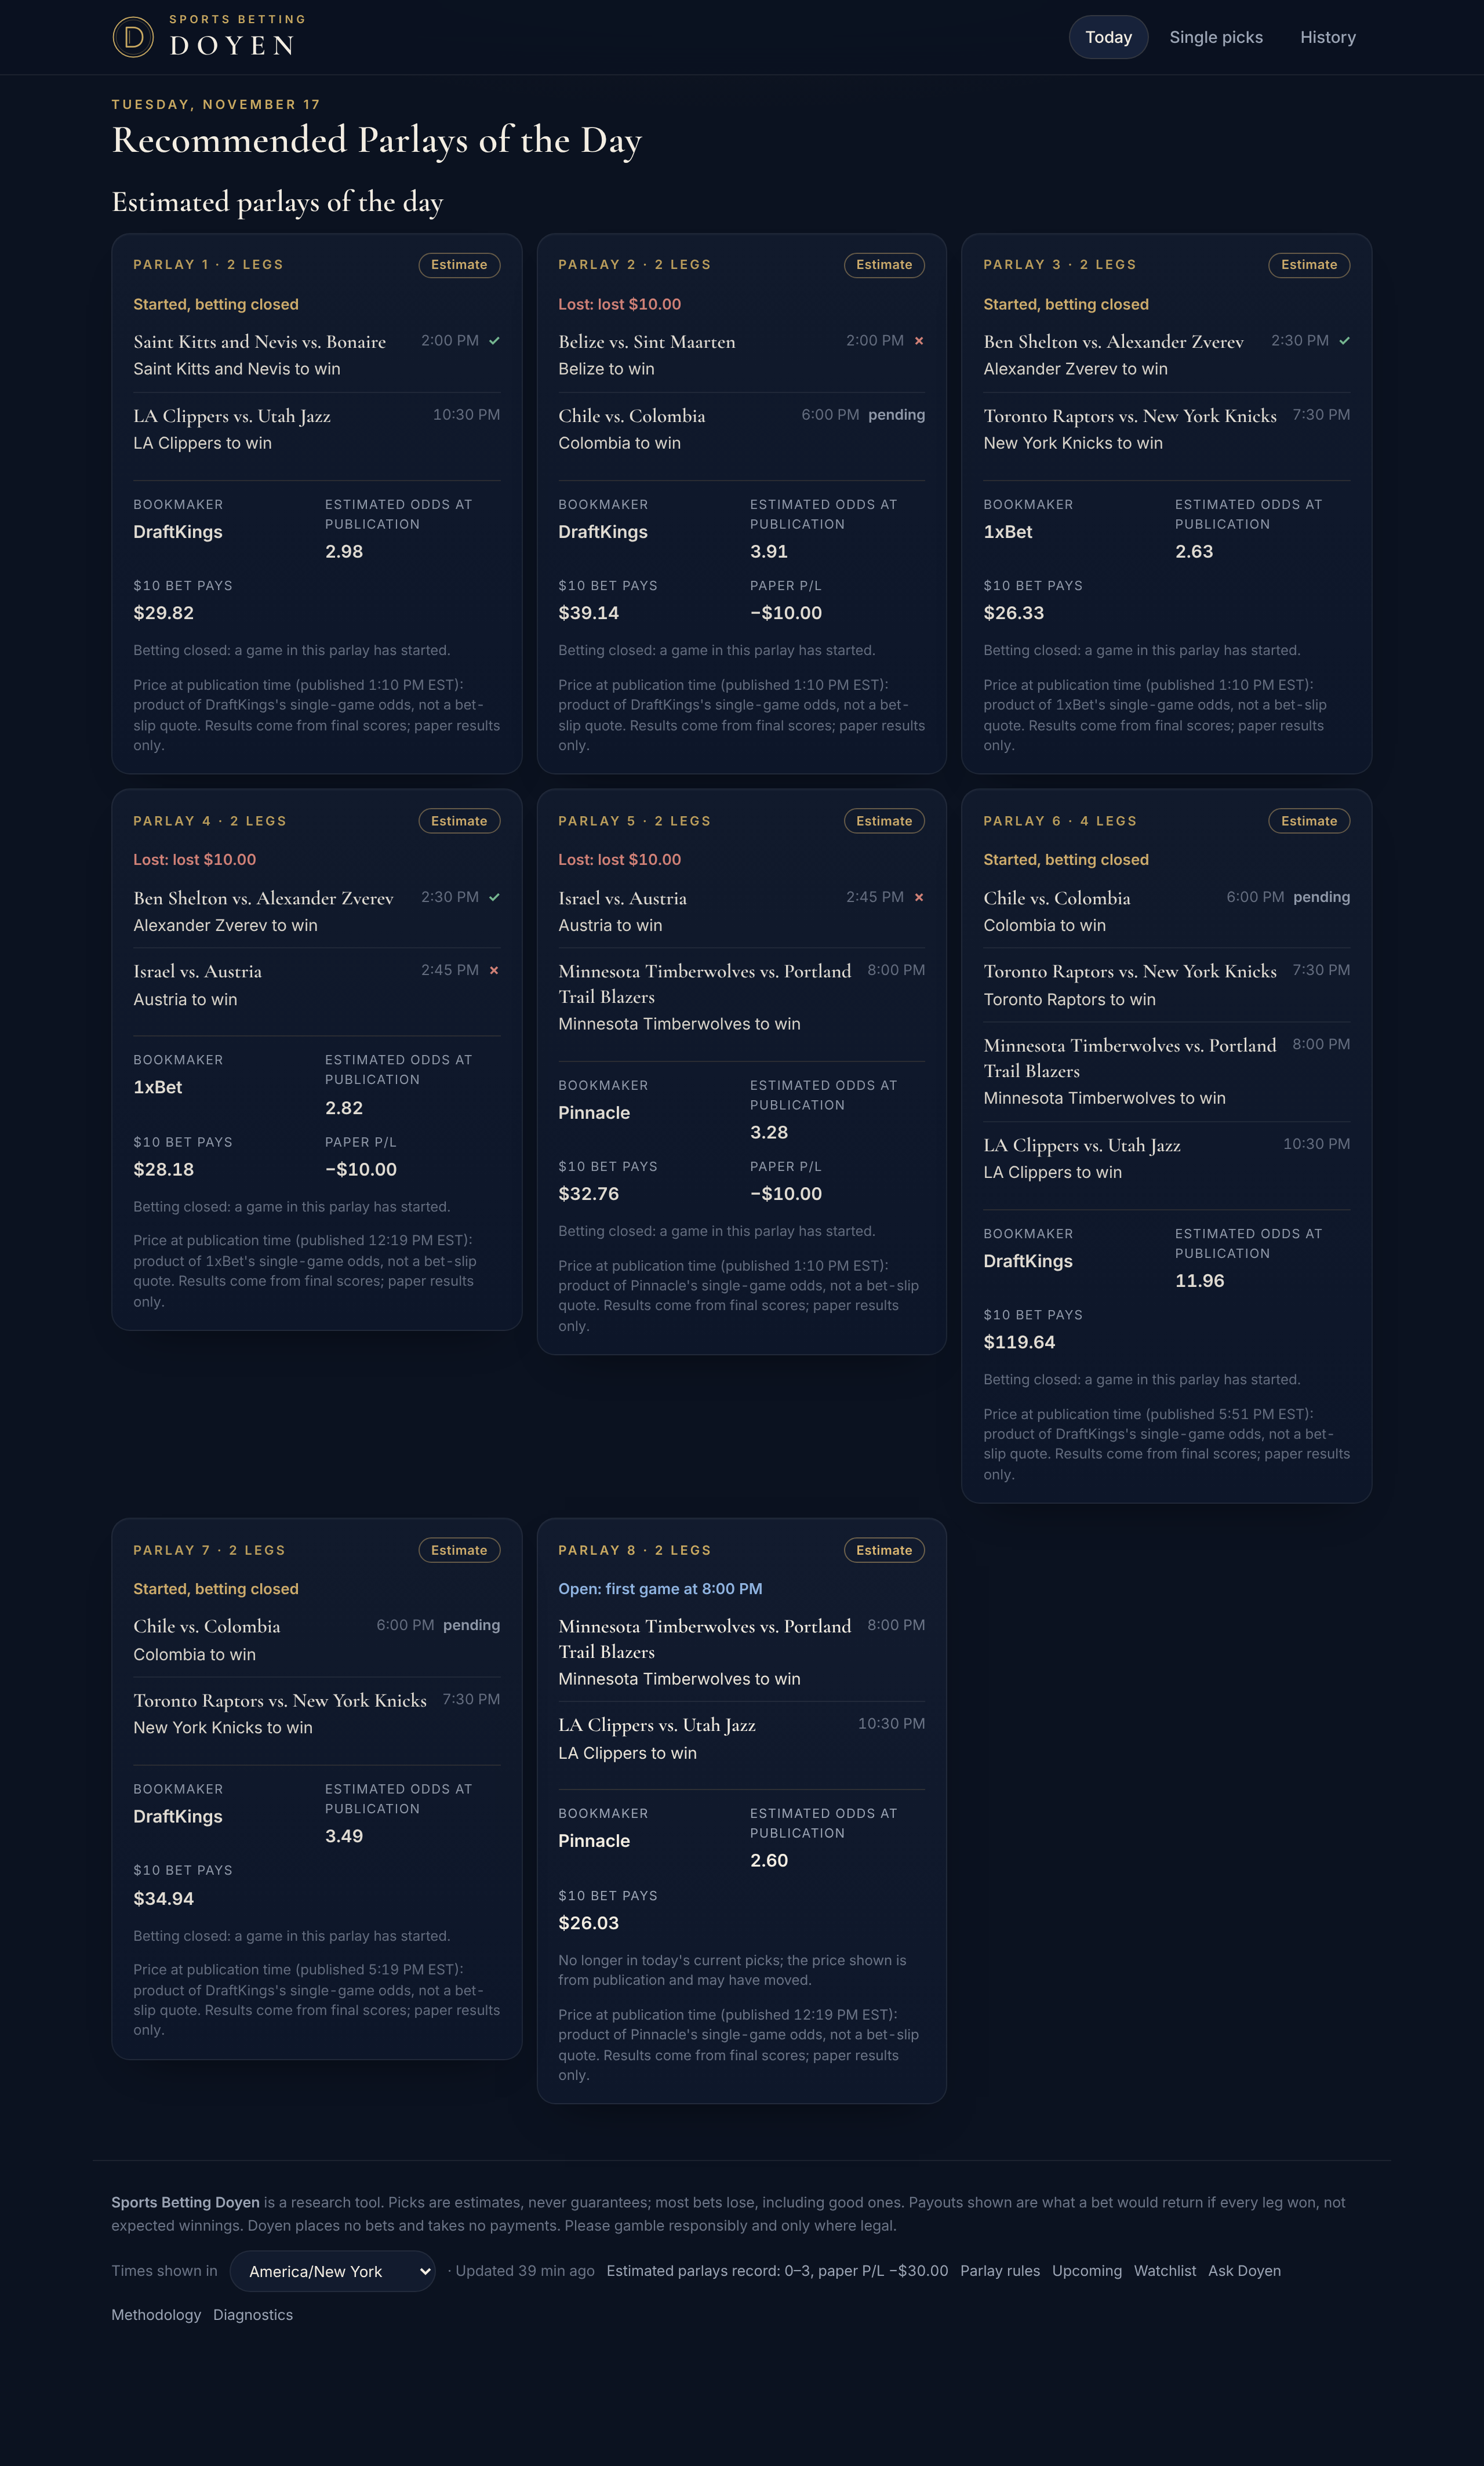 SPORTS BETTING
DOYEN
Today
Single picks
History
TUESDAY, NOVEMBER 17
Recommended Parlays of the Day
Estimated parlays of the day
PARLAY 1 · 2 LEGS
Estimate
Started, betting closed
Saint Kitts and Nevis vs. Bonaire
2:00 PM ✓
Saint Kitts and Nevis to win
LA Clippers vs. Utah Jazz
10:30 PM
LA Clippers to win
BOOKMAKER
DraftKings
ESTIMATED ODDS AT
PUBLICATION
2.98
$10 BET PAYS
$29.82
Betting closed: a game in this parlay has started.
Price at publication time (published 1:10 PM EST):
product of DraftKings's single-game odds, not a bet-
slip quote. Results come from final scores; paper results
only.
PARLAY 2 · 2 LEGS
Estimate
Lost: lost $10.00
Belize vs. Sint Maarten
2:00 PM ×
Belize to win
Chile vs. Colombia
6:00 PM pending
Colombia to win
BOOKMAKER
DraftKings
ESTIMATED ODDS AT
PUBLICATION
3.91
$10 BET PAYS
$39.14
PAPER P/L
−$10.00
Betting closed: a game in this parlay has started.
Price at publication time (published 1:10 PM EST):
product of DraftKings's single-game odds, not a bet-
slip quote. Results come from final scores; paper results
only.
PARLAY 3 · 2 LEGS
Estimate
Started, betting closed
Ben Shelton vs. Alexander Zverev
2:30 PM ✓
Alexander Zverev to win
Toronto Raptors vs. New York Knicks
7:30 PM
New York Knicks to win
BOOKMAKER
1xBet
ESTIMATED ODDS AT
PUBLICATION
2.63
$10 BET PAYS
$26.33
Betting closed: a game in this parlay has started.
Price at publication time (published 1:10 PM EST):
product of 1xBet's single-game odds, not a bet-slip
quote. Results come from final scores; paper results
only.
PARLAY 4 · 2 LEGS
Estimate
Lost: lost $10.00
Ben Shelton vs. Alexander Zverev
2:30 PM ✓
Alexander Zverev to win
Israel vs. Austria
2:45 PM ×
Austria to win
BOOKMAKER
1xBet
ESTIMATED ODDS AT
PUBLICATION
2.82
$10 BET PAYS
$28.18
PAPER P/L
−$10.00
Betting closed: a game in this parlay has started.
Price at publication time (published 12:19 PM EST):
product of 1xBet's single-game odds, not a bet-slip
quote. Results come from final scores; paper results
only.
PARLAY 5 · 2 LEGS
Estimate
Lost: lost $10.00
Israel vs. Austria
2:45 PM ×
Austria to win
Minnesota Timberwolves vs. Portland
Trail Blazers
8:00 PM
Minnesota Timberwolves to win
BOOKMAKER
Pinnacle
ESTIMATED ODDS AT
PUBLICATION
3.28
$10 BET PAYS
$32.76
PAPER P/L
−$10.00
Betting closed: a game in this parlay has started.
Price at publication time (published 1:10 PM EST):
product of Pinnacle's single-game odds, not a bet-slip
quote. Results come from final scores; paper results
only.
PARLAY 6 · 4 LEGS
Estimate
Started, betting closed
Chile vs. Colombia
6:00 PM pending
Colombia to win
Toronto Raptors vs. New York Knicks
7:30 PM
Toronto Raptors to win
Minnesota Timberwolves vs. Portland
Trail Blazers
8:00 PM
Minnesota Timberwolves to win
LA Clippers vs. Utah Jazz
10:30 PM
LA Clippers to win
BOOKMAKER
DraftKings
ESTIMATED ODDS AT
PUBLICATION
11.96
$10 BET PAYS
$119.64
Betting closed: a game in this parlay has started.
Price at publication time (published 5:51 PM EST):
product of DraftKings's single-game odds, not a bet-
slip quote. Results come from final scores; paper results
only.
PARLAY 7 · 2 LEGS
Estimate
Started, betting closed
Chile vs. Colombia
6:00 PM pending
Colombia to win
Toronto Raptors vs. New York Knicks
7:30 PM
New York Knicks to win
BOOKMAKER
DraftKings
ESTIMATED ODDS AT
PUBLICATION
3.49
$10 BET PAYS
$34.94
Betting closed: a game in this parlay has started.
Price at publication time (published 5:19 PM EST):
product of DraftKings's single-game odds, not a bet-
slip quote. Results come from final scores; paper results
only.
PARLAY 8 · 2 LEGS
Estimate
Open: first game at 8:00 PM
Minnesota Timberwolves vs. Portland
Trail Blazers
8:00 PM
Minnesota Timberwolves to win
LA Clippers vs. Utah Jazz
10:30 PM
LA Clippers to win
BOOKMAKER
Pinnacle
ESTIMATED ODDS AT
PUBLICATION
2.60
$10 BET PAYS
$26.03
No longer in today's current picks; the price shown is
from publication and may have moved.
Price at publication time (published 12:19 PM EST):
product of Pinnacle's single-game odds, not a bet-slip
quote. Results come from final scores; paper results
only.
Sports Betting Doyen is a research tool. Picks are estimates, never guarantees; most bets lose, including good ones. Payouts shown are what a bet would return if every leg won, not
expected winnings. Doyen places no bets and takes no payments. Please gamble responsibly and only where legal.
Times shown in America/New York · Updated 39 min ago Estimated parlays record: 0–3, paper P/L −$30.00 Parlay rules Upcoming Watchlist Ask Doyen
Methodology Diagnostics